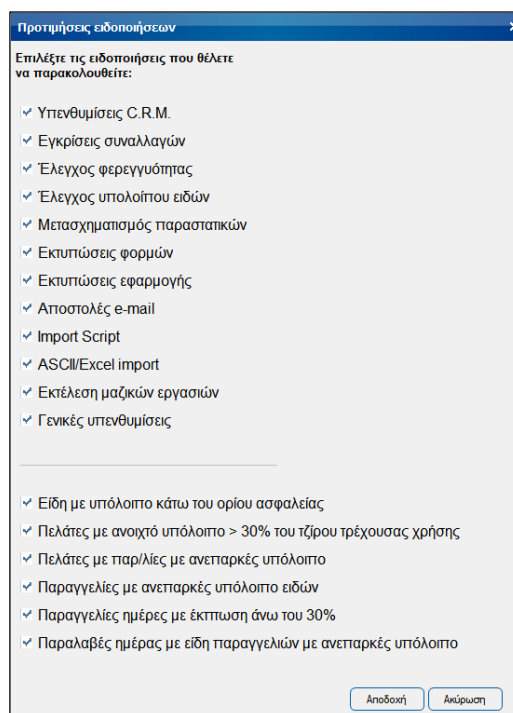 Προτιμήσεις ειδοποιήσεων
Επιλέξτε τις ειδοποιήσεις που θέλετε
να παρακολουθείτε:
Υπενθυμίσεις C.R.M.
Εγκρίσεις συναλλαγών
Έλεγχος φερεγγυότητας
Έλεγχος υπολοίπου ειδών
Μετασχηματισμός παραστατικών
Εκτυπώσεις φορμών
Εκτυπώσεις εφαρμογής
Αποστολές e-mail
Import Script
ASCII/Excel import
Εκτέλεση μαζικών εργασιών
Γενικές υπενθυμίσεις
Είδη με υπόλοιπο κάτω του ορίου ασφαλείας
Πελάτες με ανοιχτό υπόλοιπο > 30% του τζίρου τρέχουσας χρήσης
Πελάτες με παρ/λίες με ανεπαρκές υπόλοιπο
Παραγγελίες με ανεπαρκές υπόλοιπο ειδών
Παραγγελίες ημέρες με έκπτωση άνω του 30%
Παραλαβές ημέρας με είδη παραγγελιών με ανεπαρκές υπόλοιπο
Αποδοχή Ακύρωση